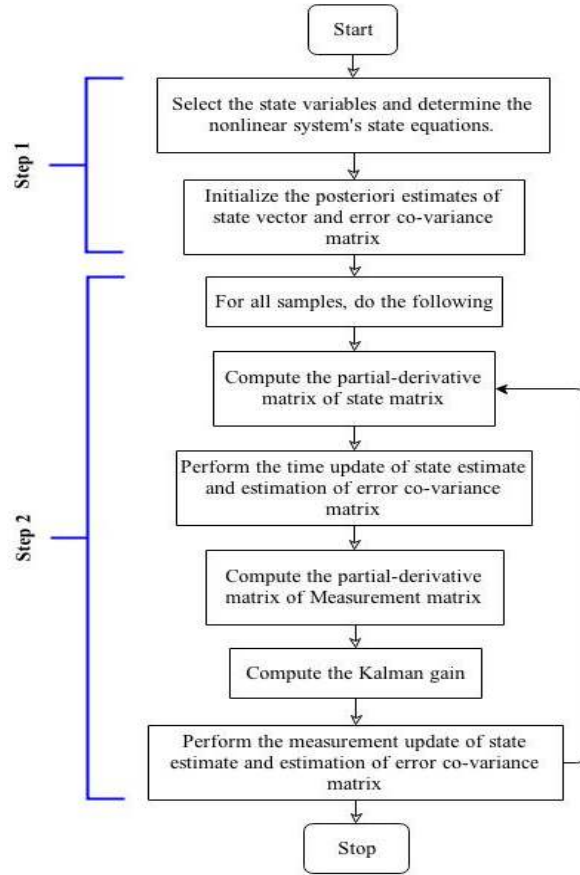 Start
Step 1
Select the state variables and determine the
nonlinear system's state equations.
Initialize the posteriori estimates of
state vector and error co-variance
matrix
Step 2
For all samples, do the following
Compute the partial-derivative
matrix of state matrix
Perform the time update of state estimate
and estimation of error co-variance
matrix
Compute the partial-derivative
matrix of Measurement matrix
Compute the Kalman gain
Perform the measurement update of state
estimate and estimation of error co-variance
matrix
Stop